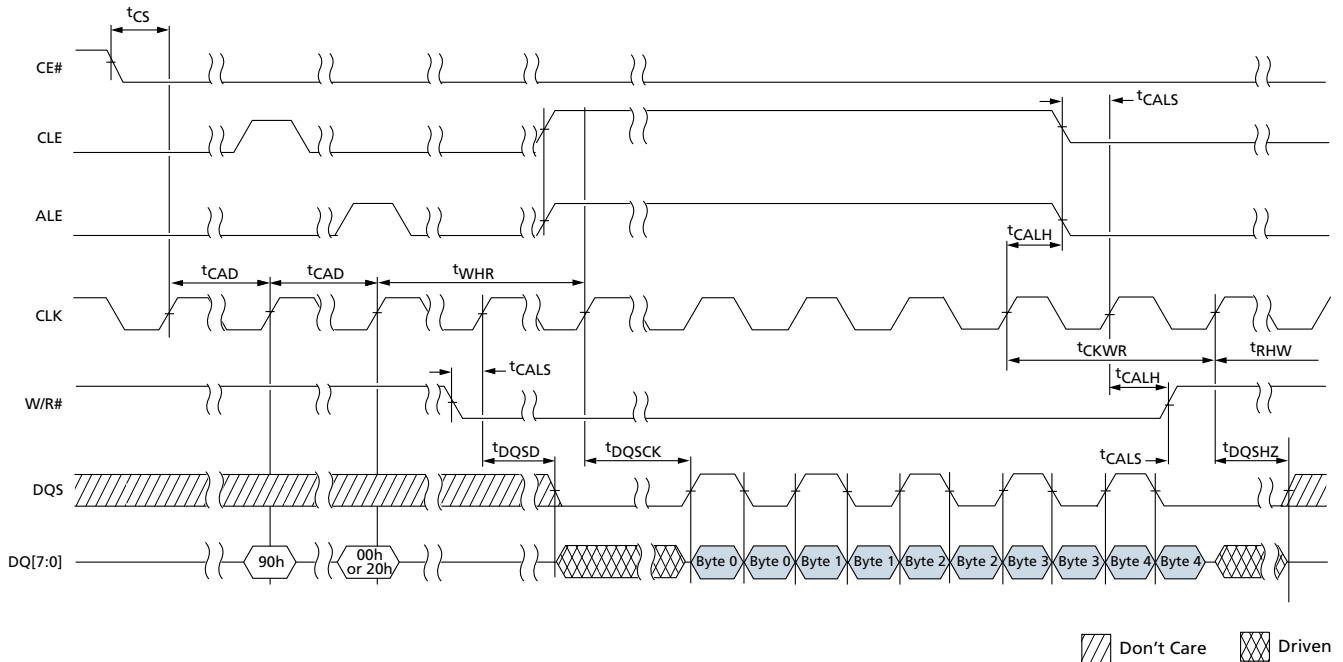 tCS
CE#
tCALS
CLE
ALE
tCALH
tCAD tCAD tWHR
CLK
tCKWR tRHW
tCALS tCALH
W/R#
tDQSD tDQSCK tCALS tDQSHZ
DQS
DQ[7:0] 90h 00h or 20h Byte 0 Byte 0 Byte 1 Byte 1 Byte 2 Byte 2 Byte 3 Byte 3 Byte 4 Byte 4
Don't Care Driven